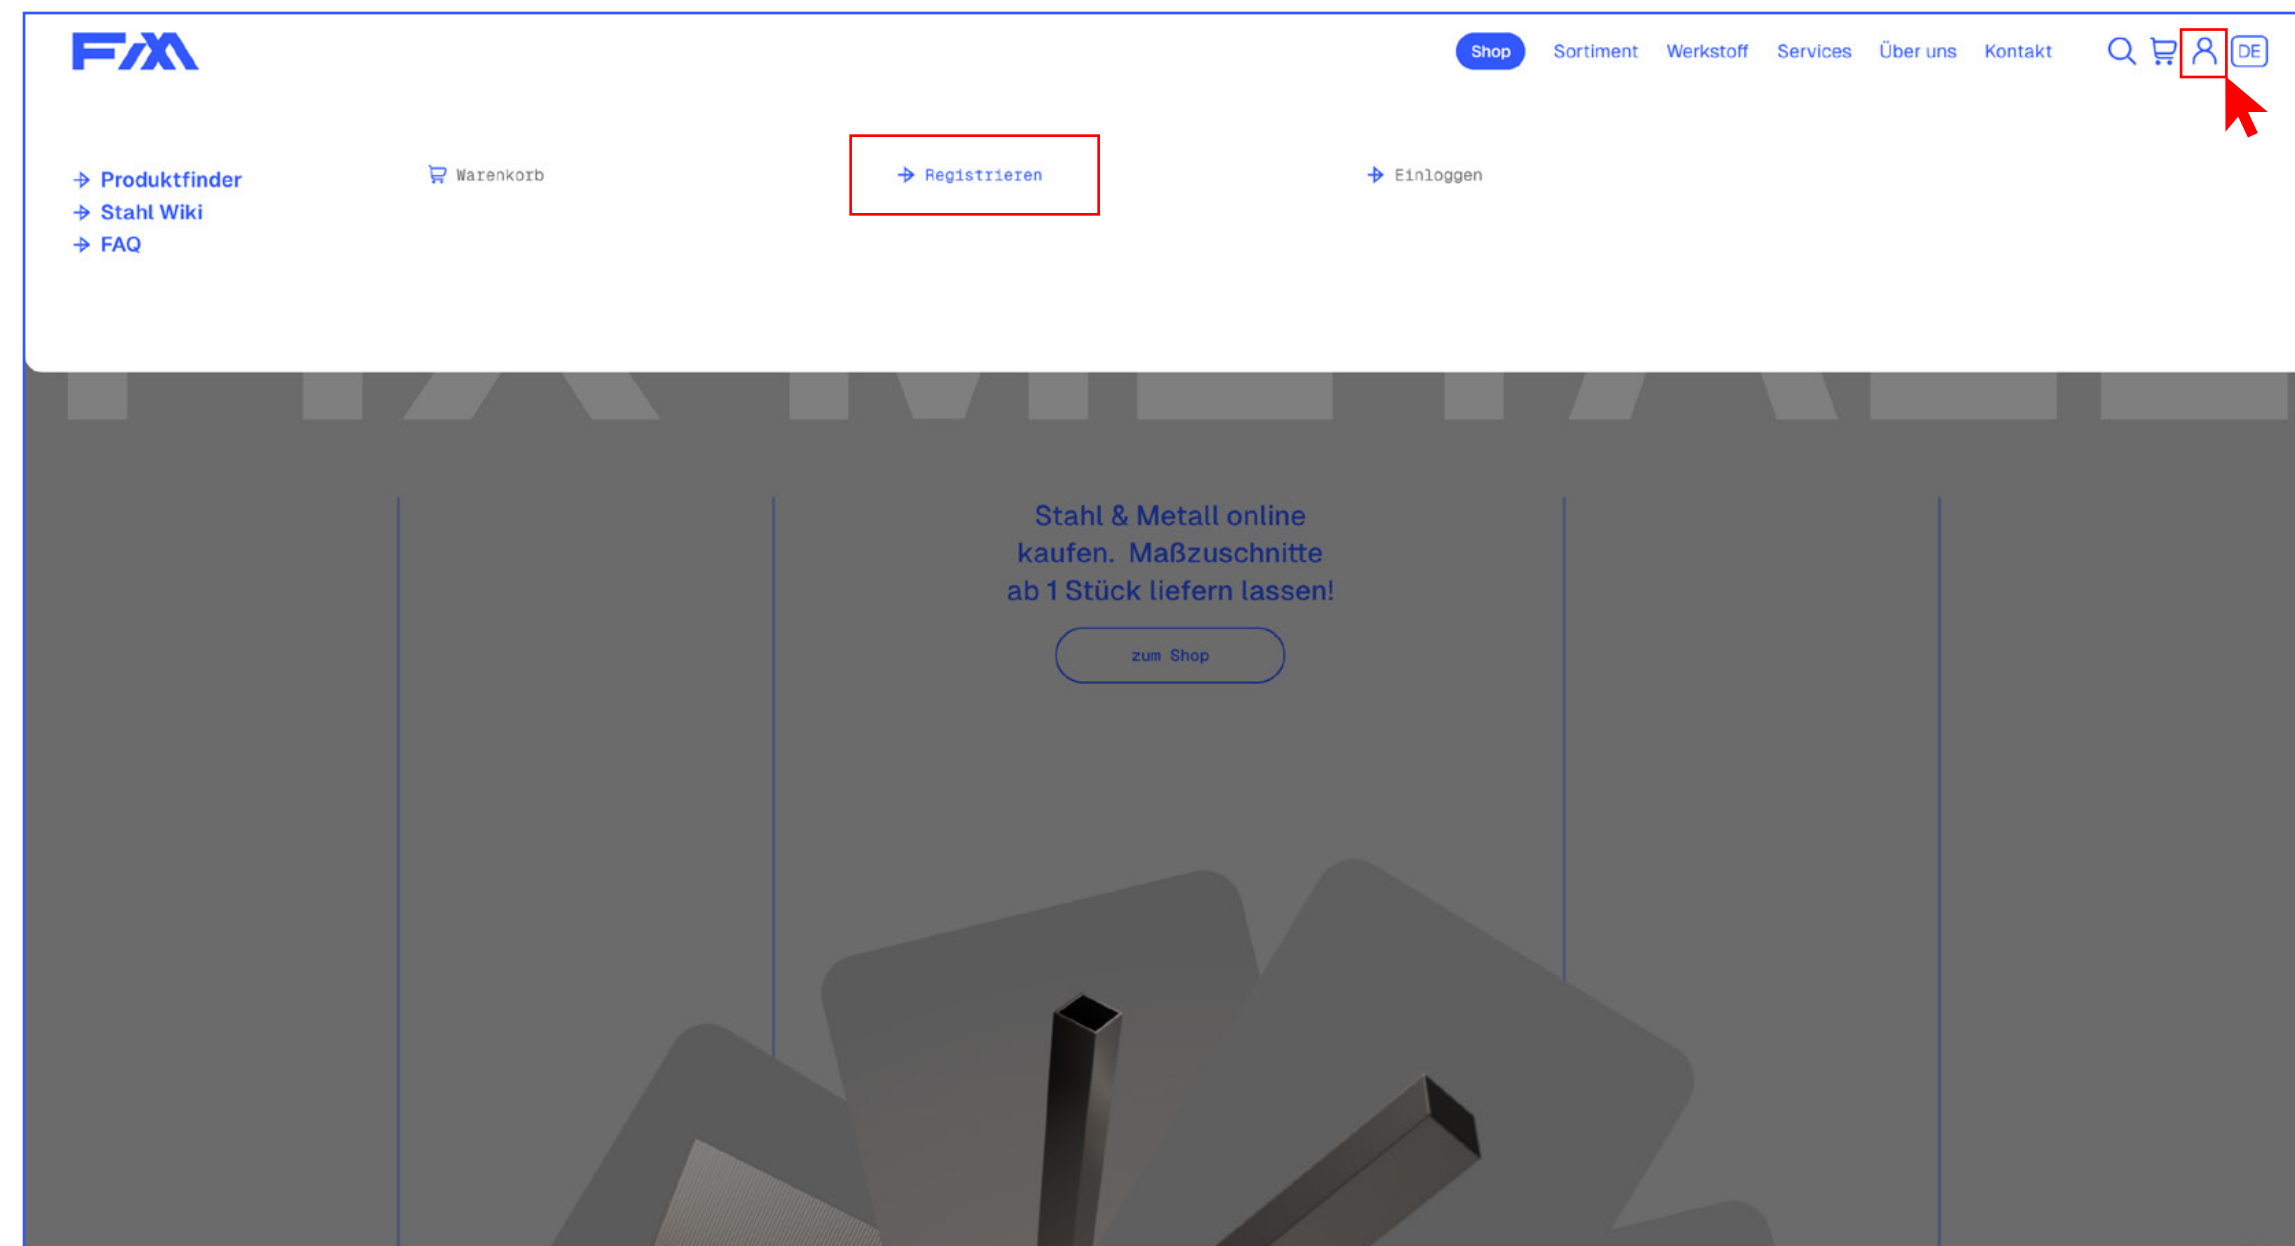 FXM
Shop Sortiment Werkstoff Services Über uns Kontakt DE
Produktfinder
Stahl Wiki
FAQ
Warenkorb
Registrieren
Einloggen
Stahl & Metall online
kaufen. Maßzuschnitte
ab 1 Stück liefern lassen!
zum Shop